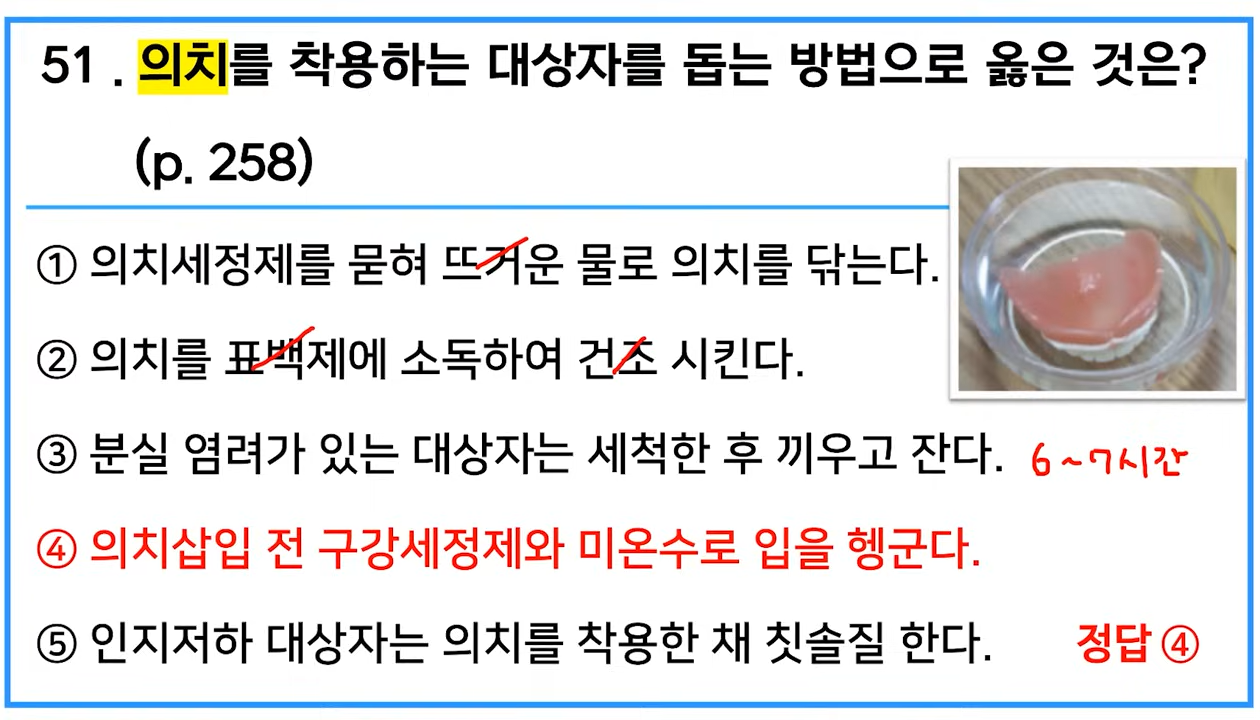 51. 의치를 착용하는 대상자를 돕는 방법으로 옳은 것은?
(p. 258)
① 의치세정제를 묻혀 뜨거운 물로 의치를 닦는다.
② 의치를 표백제에 소독하여 건조 시킨다.
③ 분실 염려가 있는 대상자는 세척한 후 끼우고 잔다. 6~7시간
④ 의치삽입 전 구강세정제와 미온수로 입을 헹군다.
⑤ 인지저하 대상자는 의치를 착용한 채 칫솔질 한다. 정답 ④